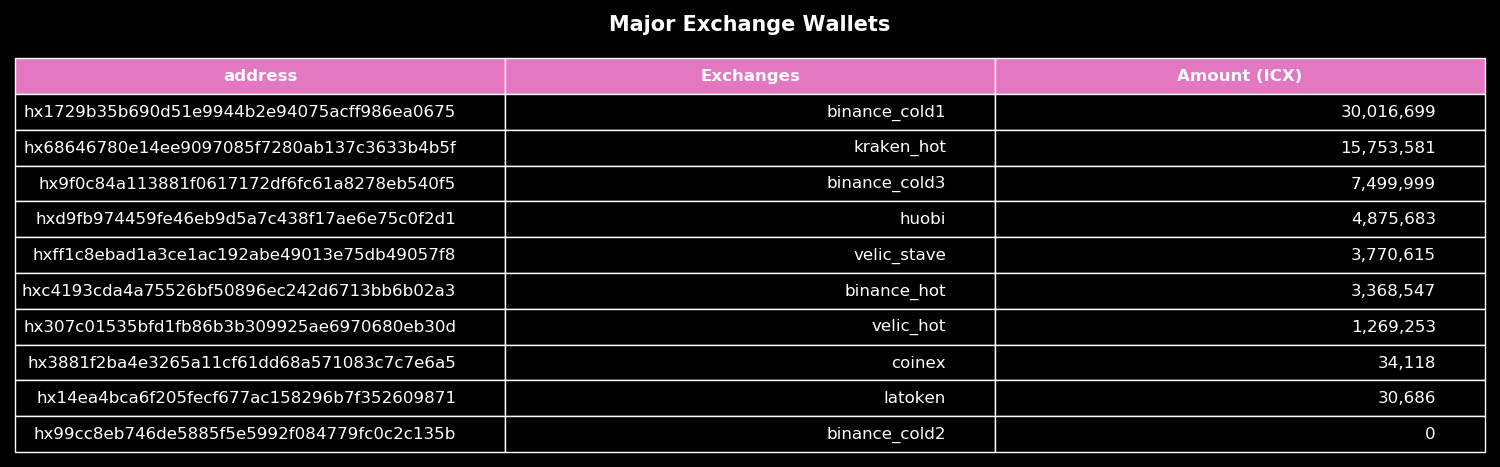 Major Exchange Wallets
address Exchanges Amount (ICX)
hx1729b35b690d51e9944b2e94075acff986ea0675 binance_cold1 30,016,699
hx68646780e14ee9097085f7280ab137c3633b4b5f kraken_hot 15,753,581
hx9f0c84a113881f0617172df6fc61a8278eb540f5 binance_cold3 7,499,999
hxd9fb974459fe46eb9d5a7c438f17ae6e75c0f2d1 huobi 4,875,683
hxff1c8ebad1a3ce1ac192abe49013e75db49057f8 velic_stave 3,770,615
hxc4193cda4a75526bf50896ec242d6713bb6b02a3 binance_hot 3,368,547
hx307c01535bfd1fb86b3b309925ae6970680eb30d velic_hot 1,269,253
hx3881f2ba4e3265a11cf61dd68a571083c7c7e6a5 coinex 34,118
hx14ea4bca6f205fecf677ac158296b7f352609871 latoken 30,686
hx99cc8eb746de5885f5e5992f084779fc0c2c135b binance_cold2 0